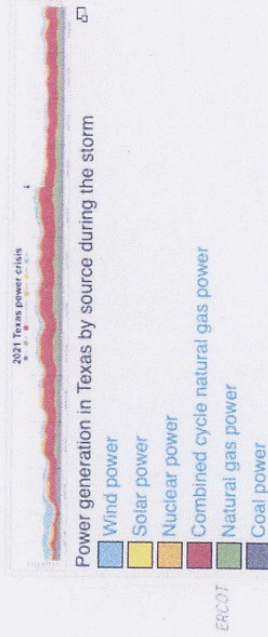 2021 Texas power crisis
Power generation in Texas by source during the storm
Wind power
Solar power
Nuclear power
Combined cycle natural gas power
Natural gas power
Coal power
ERCOT